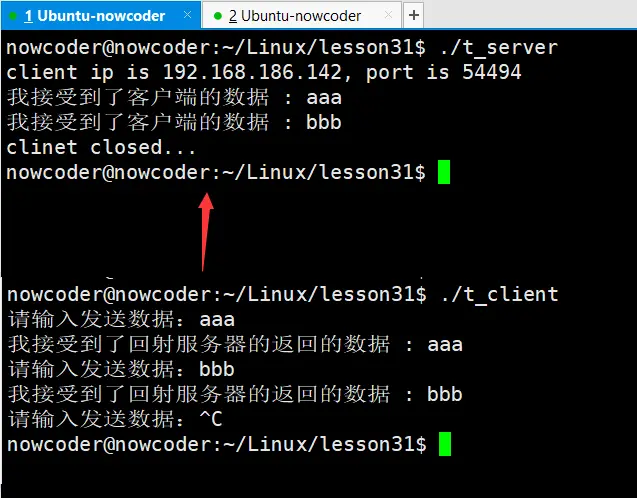 1 Ubuntu-nowcoder × 2 Ubuntu-nowcoder × +
nowcoder@nowcoder:~/Linux/lesson31$ ./t_server
client ip is 192.168.186.142, port is 54494
我接受到了客户端的数据 : aaa
我接受到了客户端的数据 : bbb
clinet closed...
nowcoder@nowcoder:~/Linux/lesson31$
nowcoder@nowcoder:~/Linux/lesson31$ ./t_client
请输入发送数据：aaa
我接受到了回射服务器的返回的数据 : aaa
请输入发送数据：bbb
我接受到了回射服务器的返回的数据 : bbb
请输入发送数据：^C
nowcoder@nowcoder:~/Linux/lesson31$